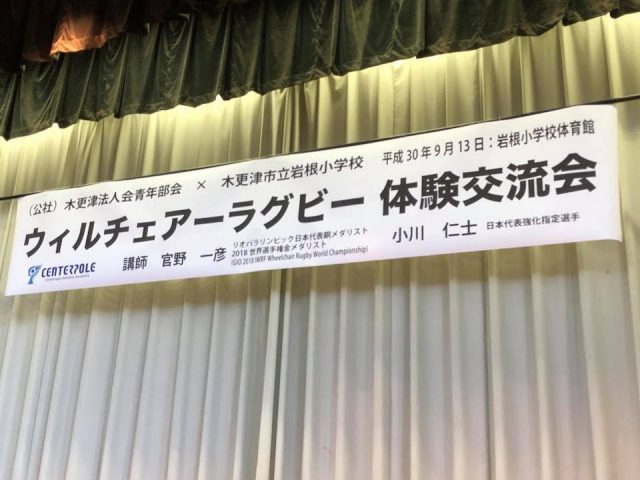 （公社）木更津法人会青年部会 × 木更津市立岩根小学校 平成30年9月13日：岩根小学校体育館
ウィルチェアーラグビー 体験交流会
CENTERPOLE
講師 官野 一彦
リオパラリンピック日本代表銅メダリスト
2018 世界選手権金メダリスト
(GIO 2018 IWRF Wheelchair Rugby World Championship)
小川 仁士 日本代表強化指定選手